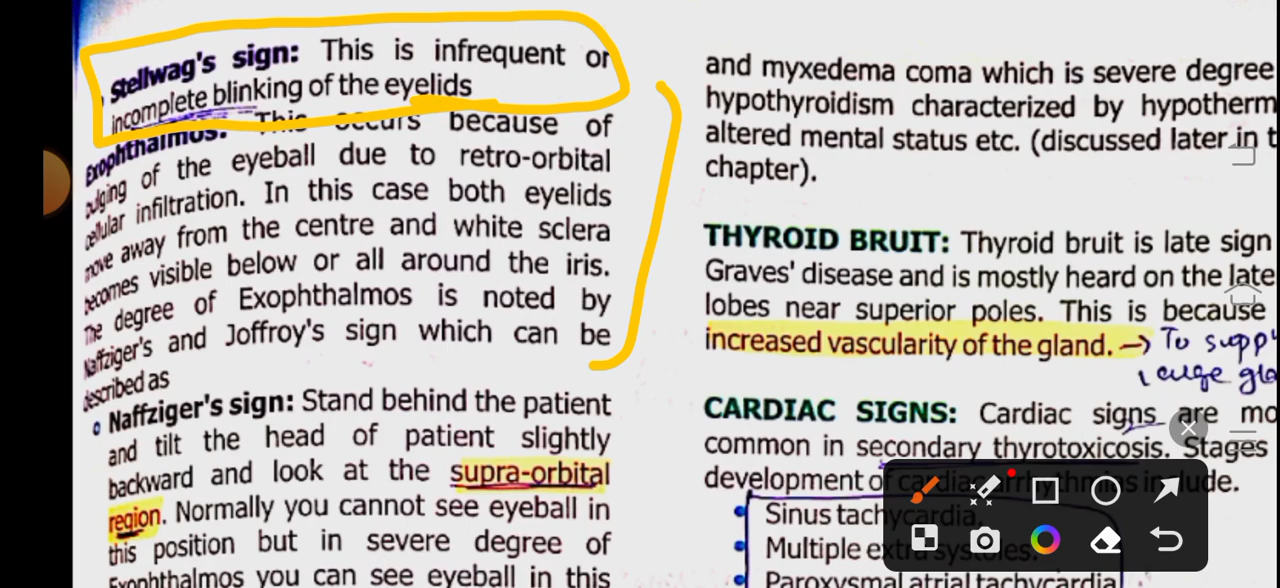 Stellwag's sign: This is infrequent or
incomplete blinking of the eyelids
Exophthalmos: This occurs because of
bulging of the eyeball due to retro-orbital
cellular infiltration. In this case both eyelids
move away from the centre and white sclera
becomes visible below or all around the iris.
The degree of Exophthalmos is noted by
Naffziger's and Joffroy's sign which can be
described as
Naffziger's sign: Stand behind the patient
and tilt the head of patient slightly
backward and look at the supra-orbital
region. Normally you cannot see eyeball in
this position but in severe degree of
Exophthalmos you can see eyeball in this
and myxedema coma which is severe degree
hypothyroidism characterized by hypotherm
altered mental status etc. (discussed later in t
chapter).
THYROID BRUIT: Thyroid bruit is late sign
Graves' disease and is mostly heard on the late
lobes near superior poles. This is because
increased vascularity of the gland. → To supp
large gla
CARDIAC SIGNS: Cardiac signs are mo
common in secondary thyrotoxicosis. Stages
development of cardiac arrhythmias include.
Sinus tachycardia.
Multiple extra systoles.
Paroxysmal atrial tachycardia